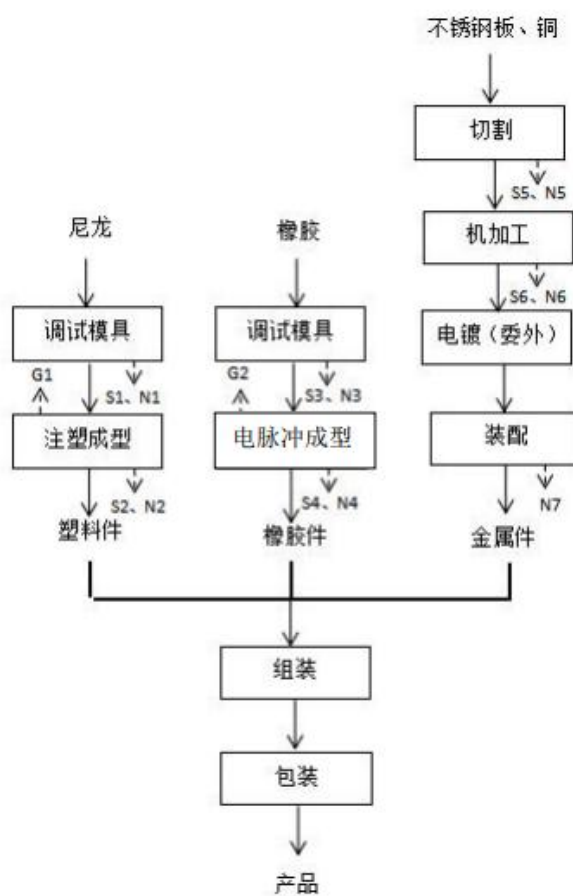 不锈钢板、铜
切割
S5、N5
尼龙
橡胶
机加工
S6、N6
调试模具
调试模具
电镀（委外）
G1
S1、N1
G2
S3、N3
注塑成型
电脉冲成型
装配
S2、N2
S4、N4
N7
塑料件
橡胶件
金属件
组装
包装
产品